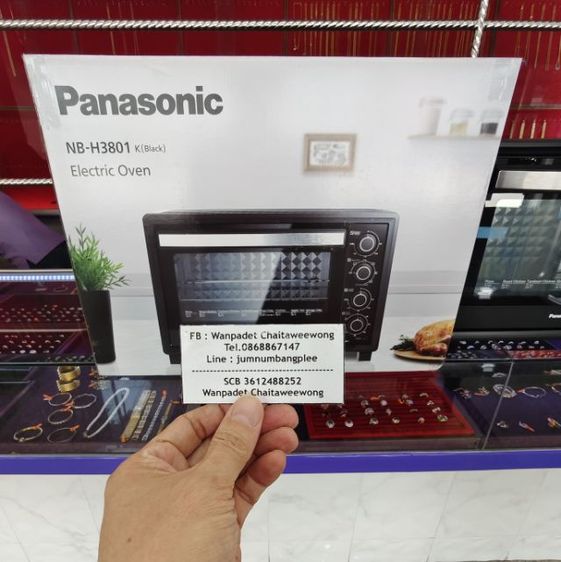 Panasonic
NB-H3801 K(Black)
Electric Oven
FB : Wanpadet Chaitaweewong
Tel.0868867147
Line : jumnumbangplee
SCB 3612488252
Wanpadet Chaitaweewong